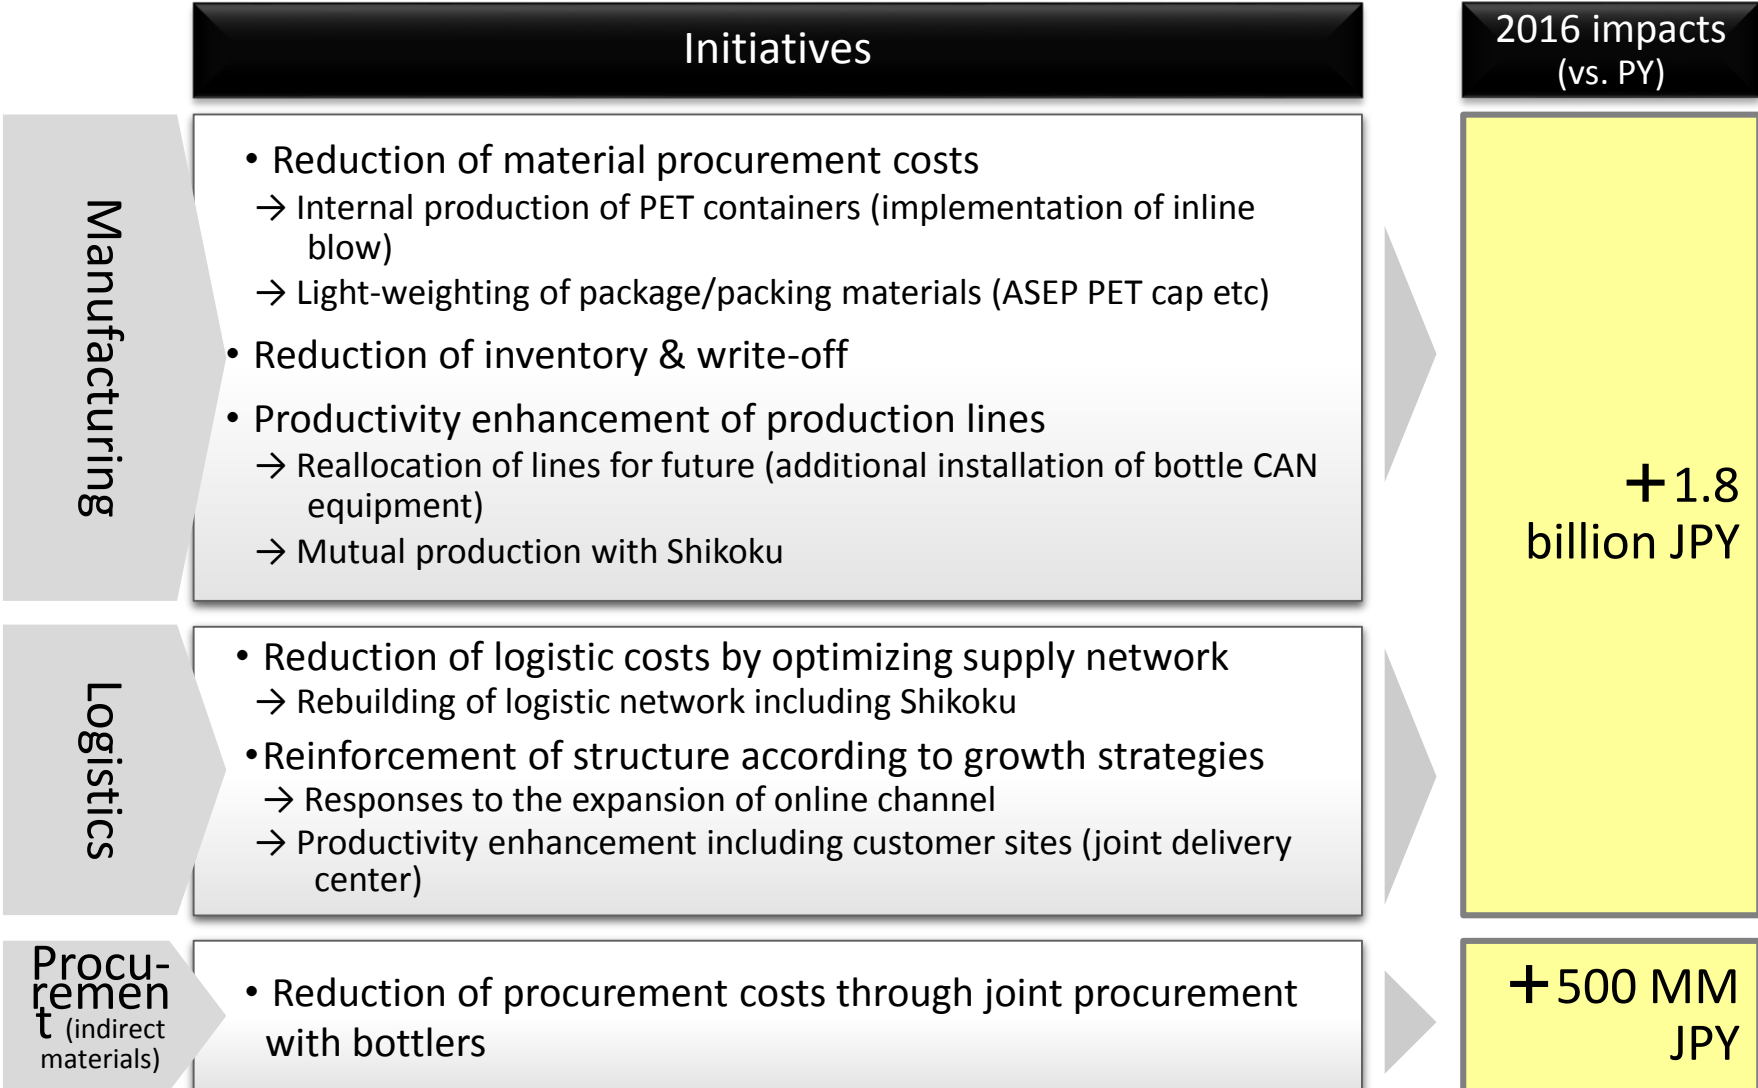 Initiatives
2016 impacts
(vs. PY)
Manufacturing
• Reduction of material procurement costs
→ Internal production of PET containers (implementation of inline
blow)
→ Light-weighting of package/packing materials (ASEP PET cap etc)
• Reduction of inventory & write-off
• Productivity enhancement of production lines
→ Reallocation of lines for future (additional installation of bottle CAN
equipment)
→ Mutual production with Shikoku
+1.8
billion JPY
Logistics
• Reduction of logistic costs by optimizing supply network
→ Rebuilding of logistic network including Shikoku
•Reinforcement of structure according to growth strategies
→ Responses to the expansion of online channel
→ Productivity enhancement including customer sites (joint delivery
center)
Procu-
remen
t (indirect
materials)
• Reduction of procurement costs through joint procurement
with bottlers
+500 MM
JPY